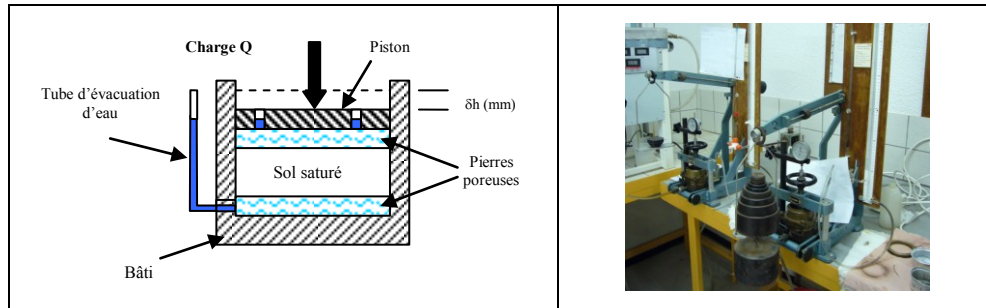 Charge Q
Piston
Tube d'évacuation
d'eau
δh (mm)
Sol saturé
Pierres
poreuses
Bâti